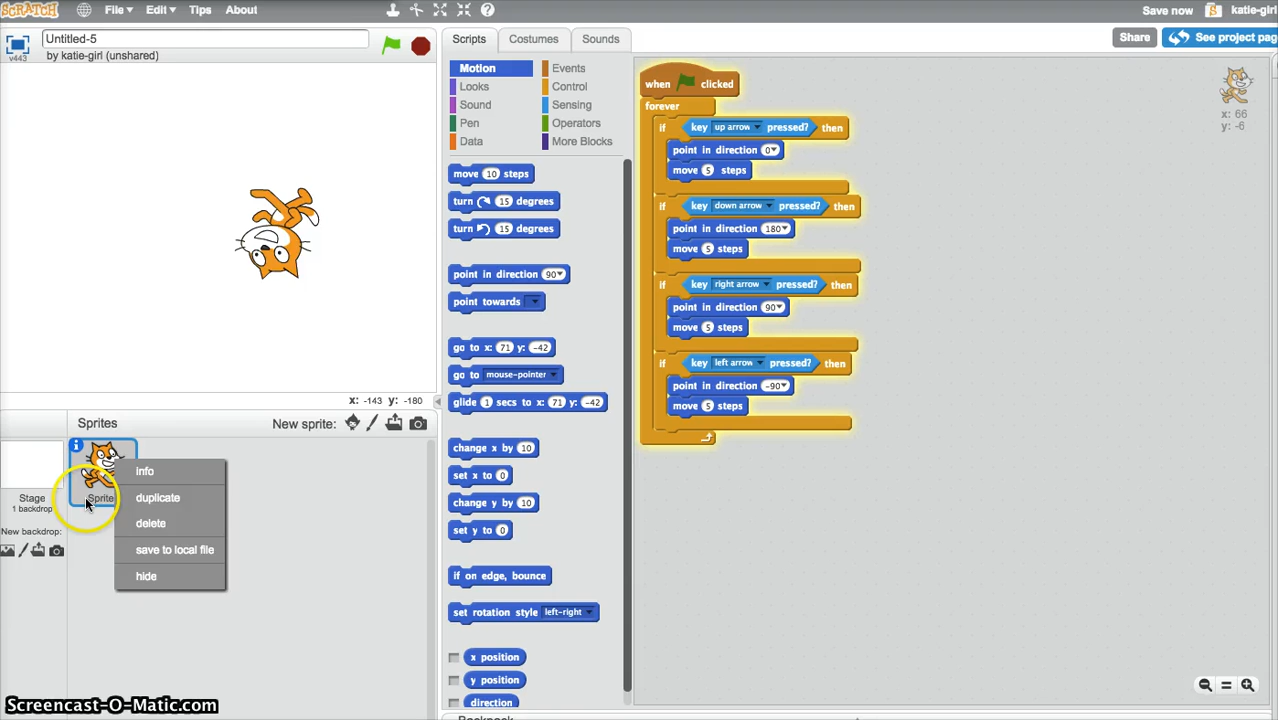 SCRATCH File Edit Tips About Save now katie-girl
Untitled-5
by katie-girl (unshared)
v443
Scripts Costumes Sounds Share See project pag
Motion Events
Looks Control
Sound Sensing
Pen Operators
Data More Blocks
move 10 steps
turn 15 degrees
turn 15 degrees
point in direction 90
point towards
go to x: 71 y: -42
go to mouse-pointer
glide 1 secs to x: 71 y: -42
change x by 10
set x to 0
change y by 10
set y to 0
if on edge, bounce
set rotation style left-right
x position
y position
direction
when clicked
forever
if key up arrow pressed? then
point in direction 0
move 5 steps
if key down arrow pressed? then
point in direction 180
move 5 steps
if key right arrow pressed? then
point in direction 90
move 5 steps
if key left arrow pressed? then
point in direction -90
move 5 steps
x: 66
y: -6
x: -143 y: -180
Sprites New sprite:
Stage
1 backdrop
New backdrop:
Sprite
info
duplicate
delete
save to local file
hide
Backpack
Screencast-O-Matic.com